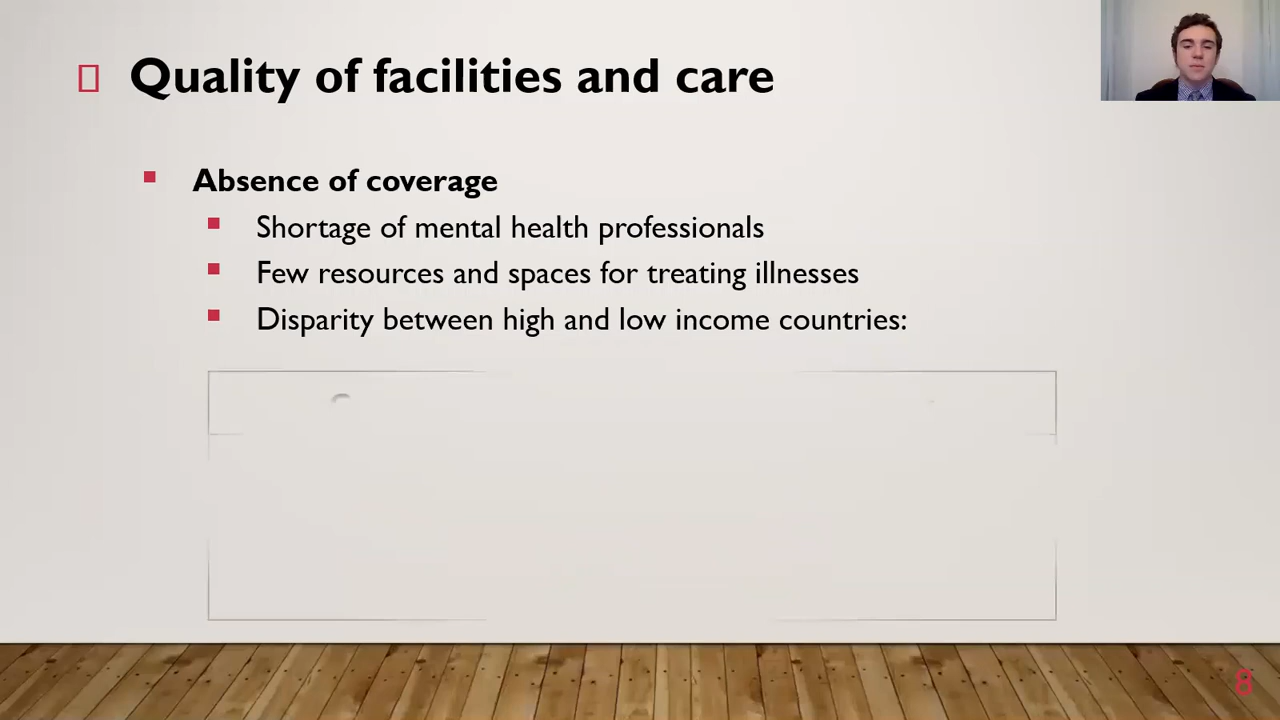 Quality of facilities and care
Absence of coverage
Shortage of mental health professionals
Few resources and spaces for treating illnesses
Disparity between high and low income countries:
8